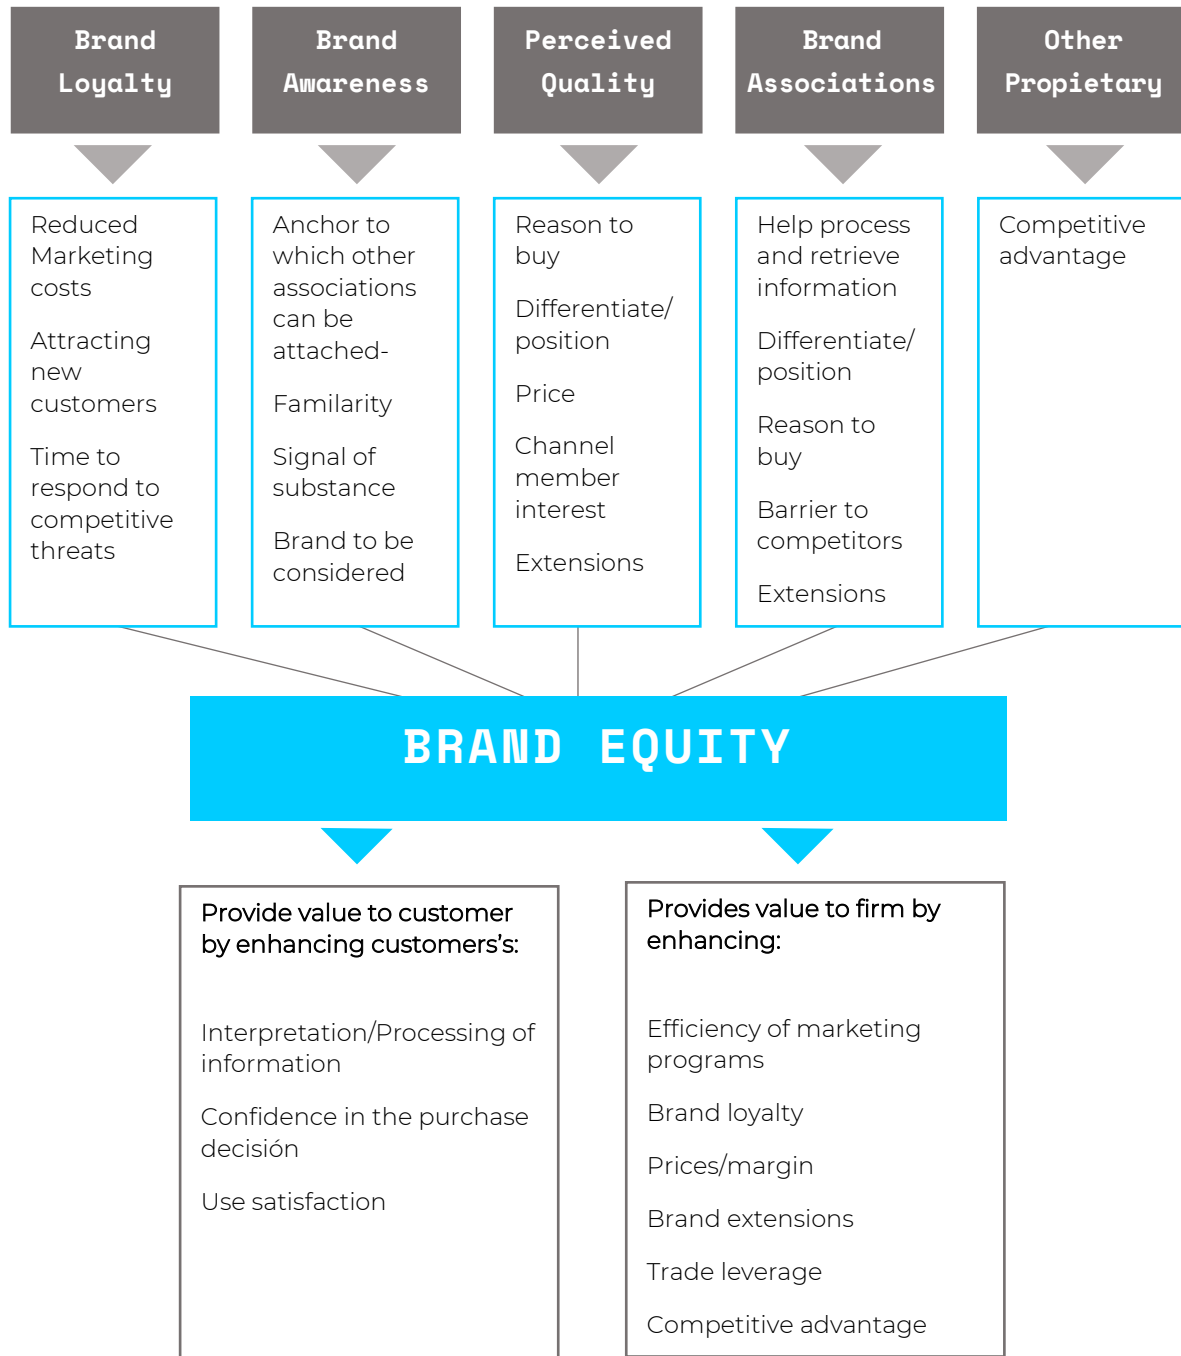 Brand
Loyalty
Brand
Awareness
Perceived
Quality
Brand
Associations
Other
Propietary
Reduced
Marketing
costs
Attracting
new
customers
Time to
respond to
competitive
threats
Anchor to
which other
associations
can be
attached-
Familarity
Signal of
substance
Brand to be
considered
Reason to
buy
Differentiate/
position
Price
Channel
member
interest
Extensions
Help process
and retrieve
information
Differentiate/
position
Reason to
buy
Barrier to
competitors
Extensions
Competitive
advantage
BRAND EQUITY
Provide value to customer
by enhancing customers's:
Interpretation/Processing of
information
Confidence in the purchase
decisión
Use satisfaction
Provides value to firm by
enhancing:
Efficiency of marketing
programs
Brand loyalty
Prices/margin
Brand extensions
Trade leverage
Competitive advantage